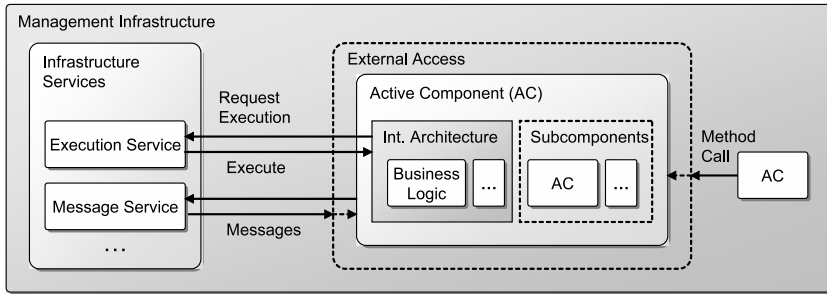 Management Infrastructure
Infrastructure
Services
Execution Service
Message Service
...
Request
Execution
Execute
Messages
External Access
Active Component (AC)
Int. Architecture
Business
Logic
...
Subcomponents
AC
...
Method
Call
AC